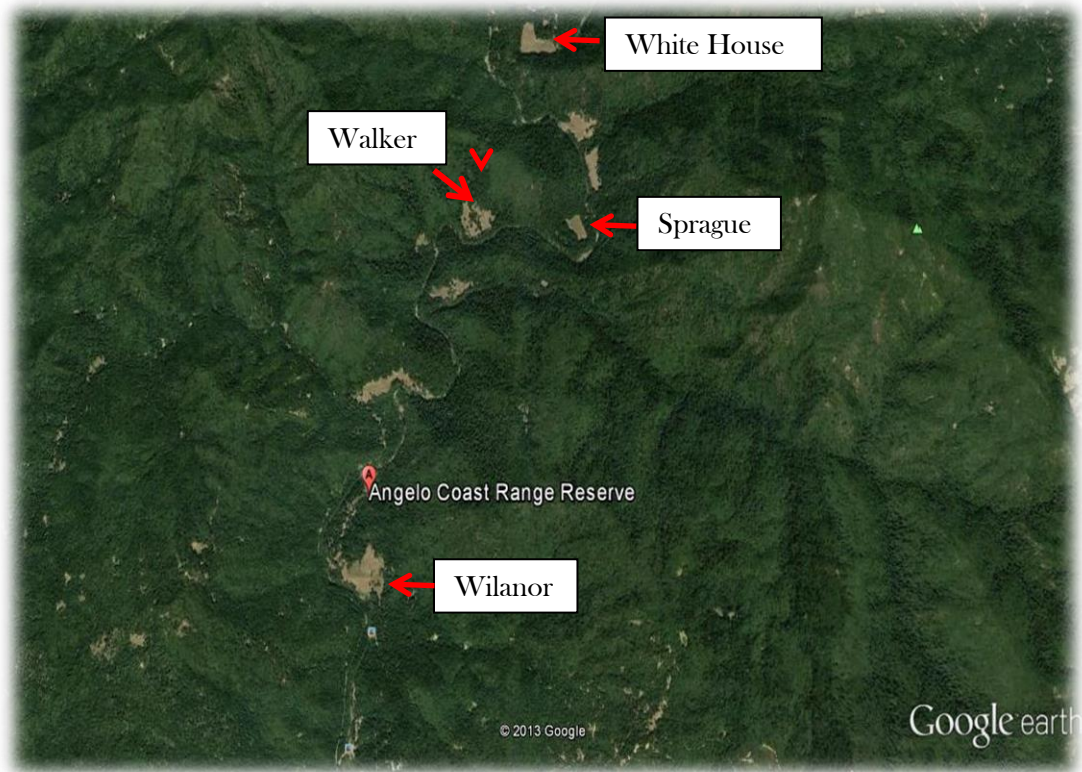 White House
Walker
Sprague
A
Angelo Coast Range Reserve
Wilanor
© 2013 Google
Google earth